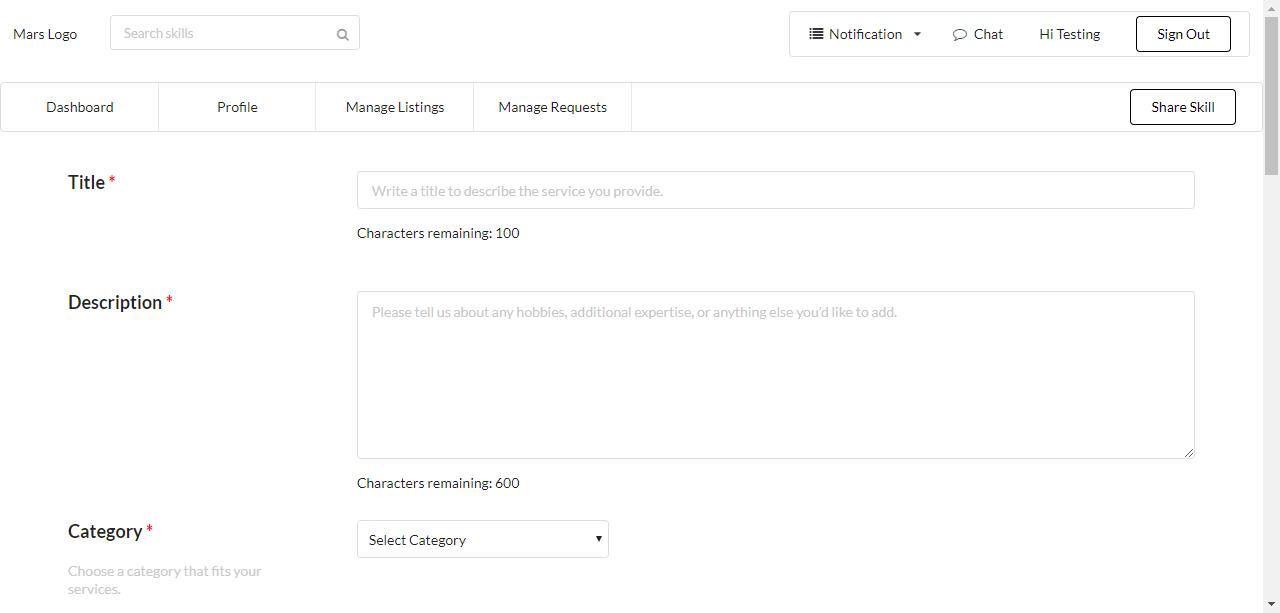 Mars Logo
Search skills
Notification
Chat
Hi Testing
Sign Out
Dashboard
Profile
Manage Listings
Manage Requests
Share Skill
Title *
Write a title to describe the service you provide.
Characters remaining: 100
Description *
Please tell us about any hobbies, additional expertise, or anything else you'd like to add.
Characters remaining: 600
Category *
Select Category
Choose a category that fits your
services.